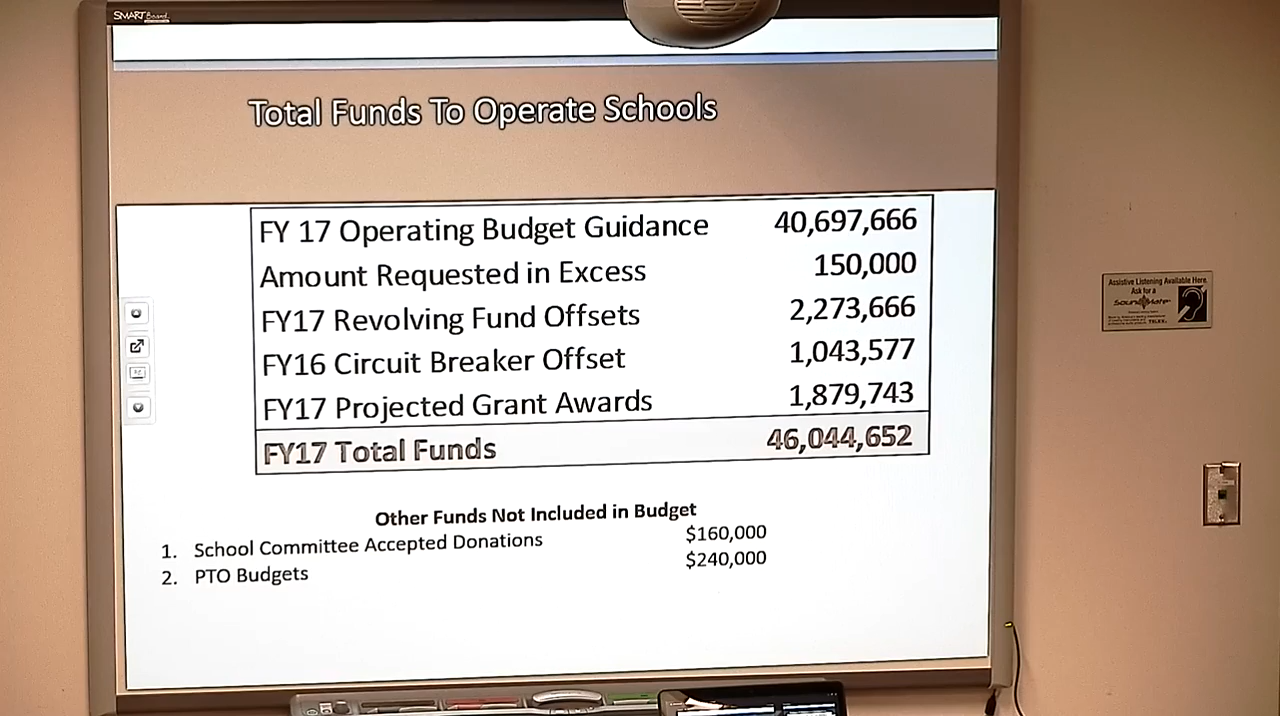 SMART Board
Total Funds To Operate Schools
FY 17 Operating Budget Guidance 40,697,666
Amount Requested in Excess 150,000
FY17 Revolving Fund Offsets 2,273,666
FY16 Circuit Breaker Offset 1,043,577
FY17 Projected Grant Awards 1,879,743
FY17 Total Funds 46,044,652
Other Funds Not Included in Budget
1. School Committee Accepted Donations $160,000
2. PTO Budgets $240,000
Assistive Listening Available Here.
Ask for a
SoundMate
TELEX.